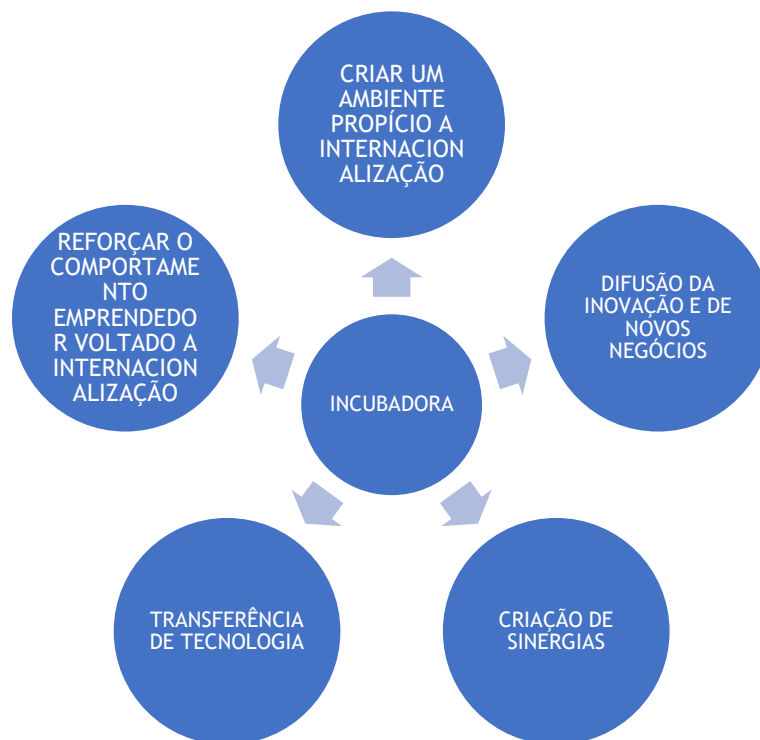 CRIAR UM
AMBIENTE
PROPÍCIO A
INTERNACION
ALIZAÇÃO
REFORÇAR O
COMPORTAME
NTO
EMPRENDEDO
R VOLTADO A
INTERNACION
ALIZAÇÃO
DIFUSÃO DA
INOVAÇÃO E DE
NOVOS
NEGÓCIOS
INCUBADORA
TRANSFERÊNCIA
DE TECNOLOGIA
CRIAÇÃO DE
SINERGIAS